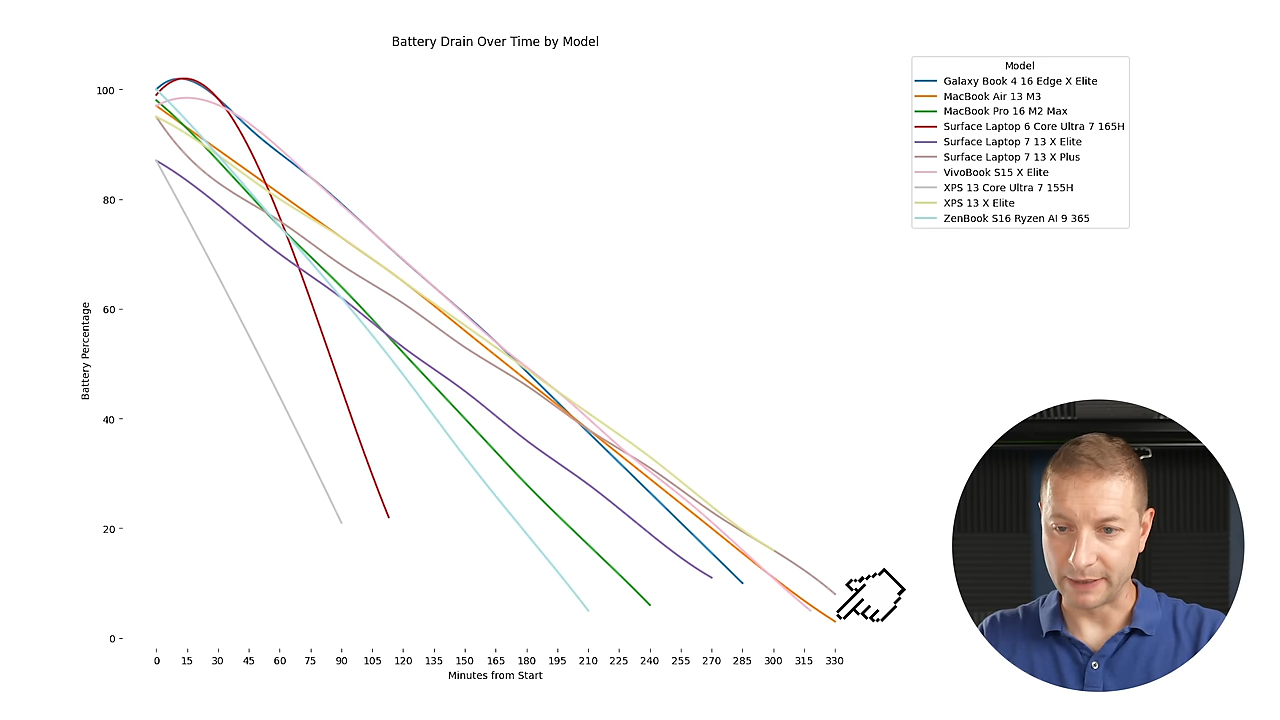 Battery Drain Over Time by Model
Model
Galaxy Book 4 16 Edge X Elite
MacBook Air 13 M3
MacBook Pro 16 M2 Max
Surface Laptop 6 Core Ultra 7 165H
Surface Laptop 7 13 X Elite
Surface Laptop 7 13 X Plus
VivoBook S15 X Elite
XPS 13 Core Ultra 7 155H
XPS 13 X Elite
ZenBook S16 Ryzen AI 9 365
Battery Percentage
100
80
60
40
20
0
0 15 30 45 60 75 90 105 120 135 150 165 180 195 210 225 240 255 270 285 300 315 330
Minutes from Start